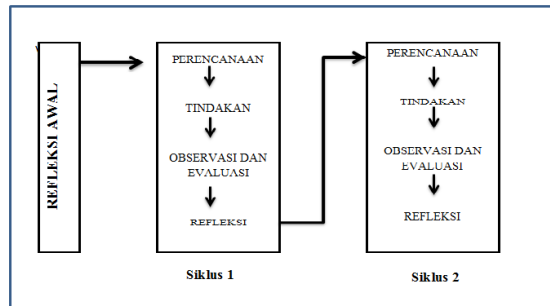 REFLEKSI AWAL
PERENCANAAN
TINDAKAN
OBSERVASI DAN
EVALUASI
REFLEKSI
Siklus 1
PERENCANAAN
TINDAKAN
OBSERVASI DAN
EVALUASI
REFLEKSI
Siklus 2